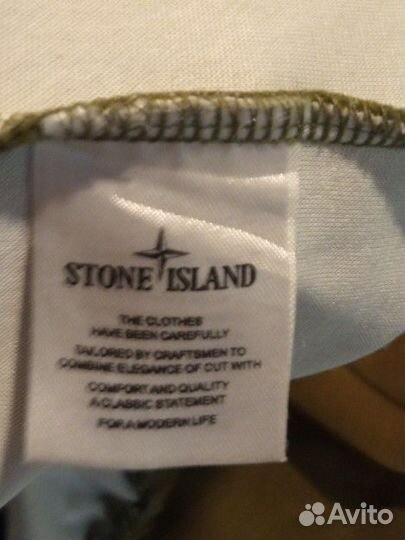 STONE ISLAND
THE CLOTHES
HAVE BEEN CAREFULLY
TAILORED BY CRAFTSMEN TO
COMBINE ELEGANCE OF CUT WITH
COMFORT AND QUALITY
A CLASSIC STATEMENT
FOR A MODERN LIFE
Avito